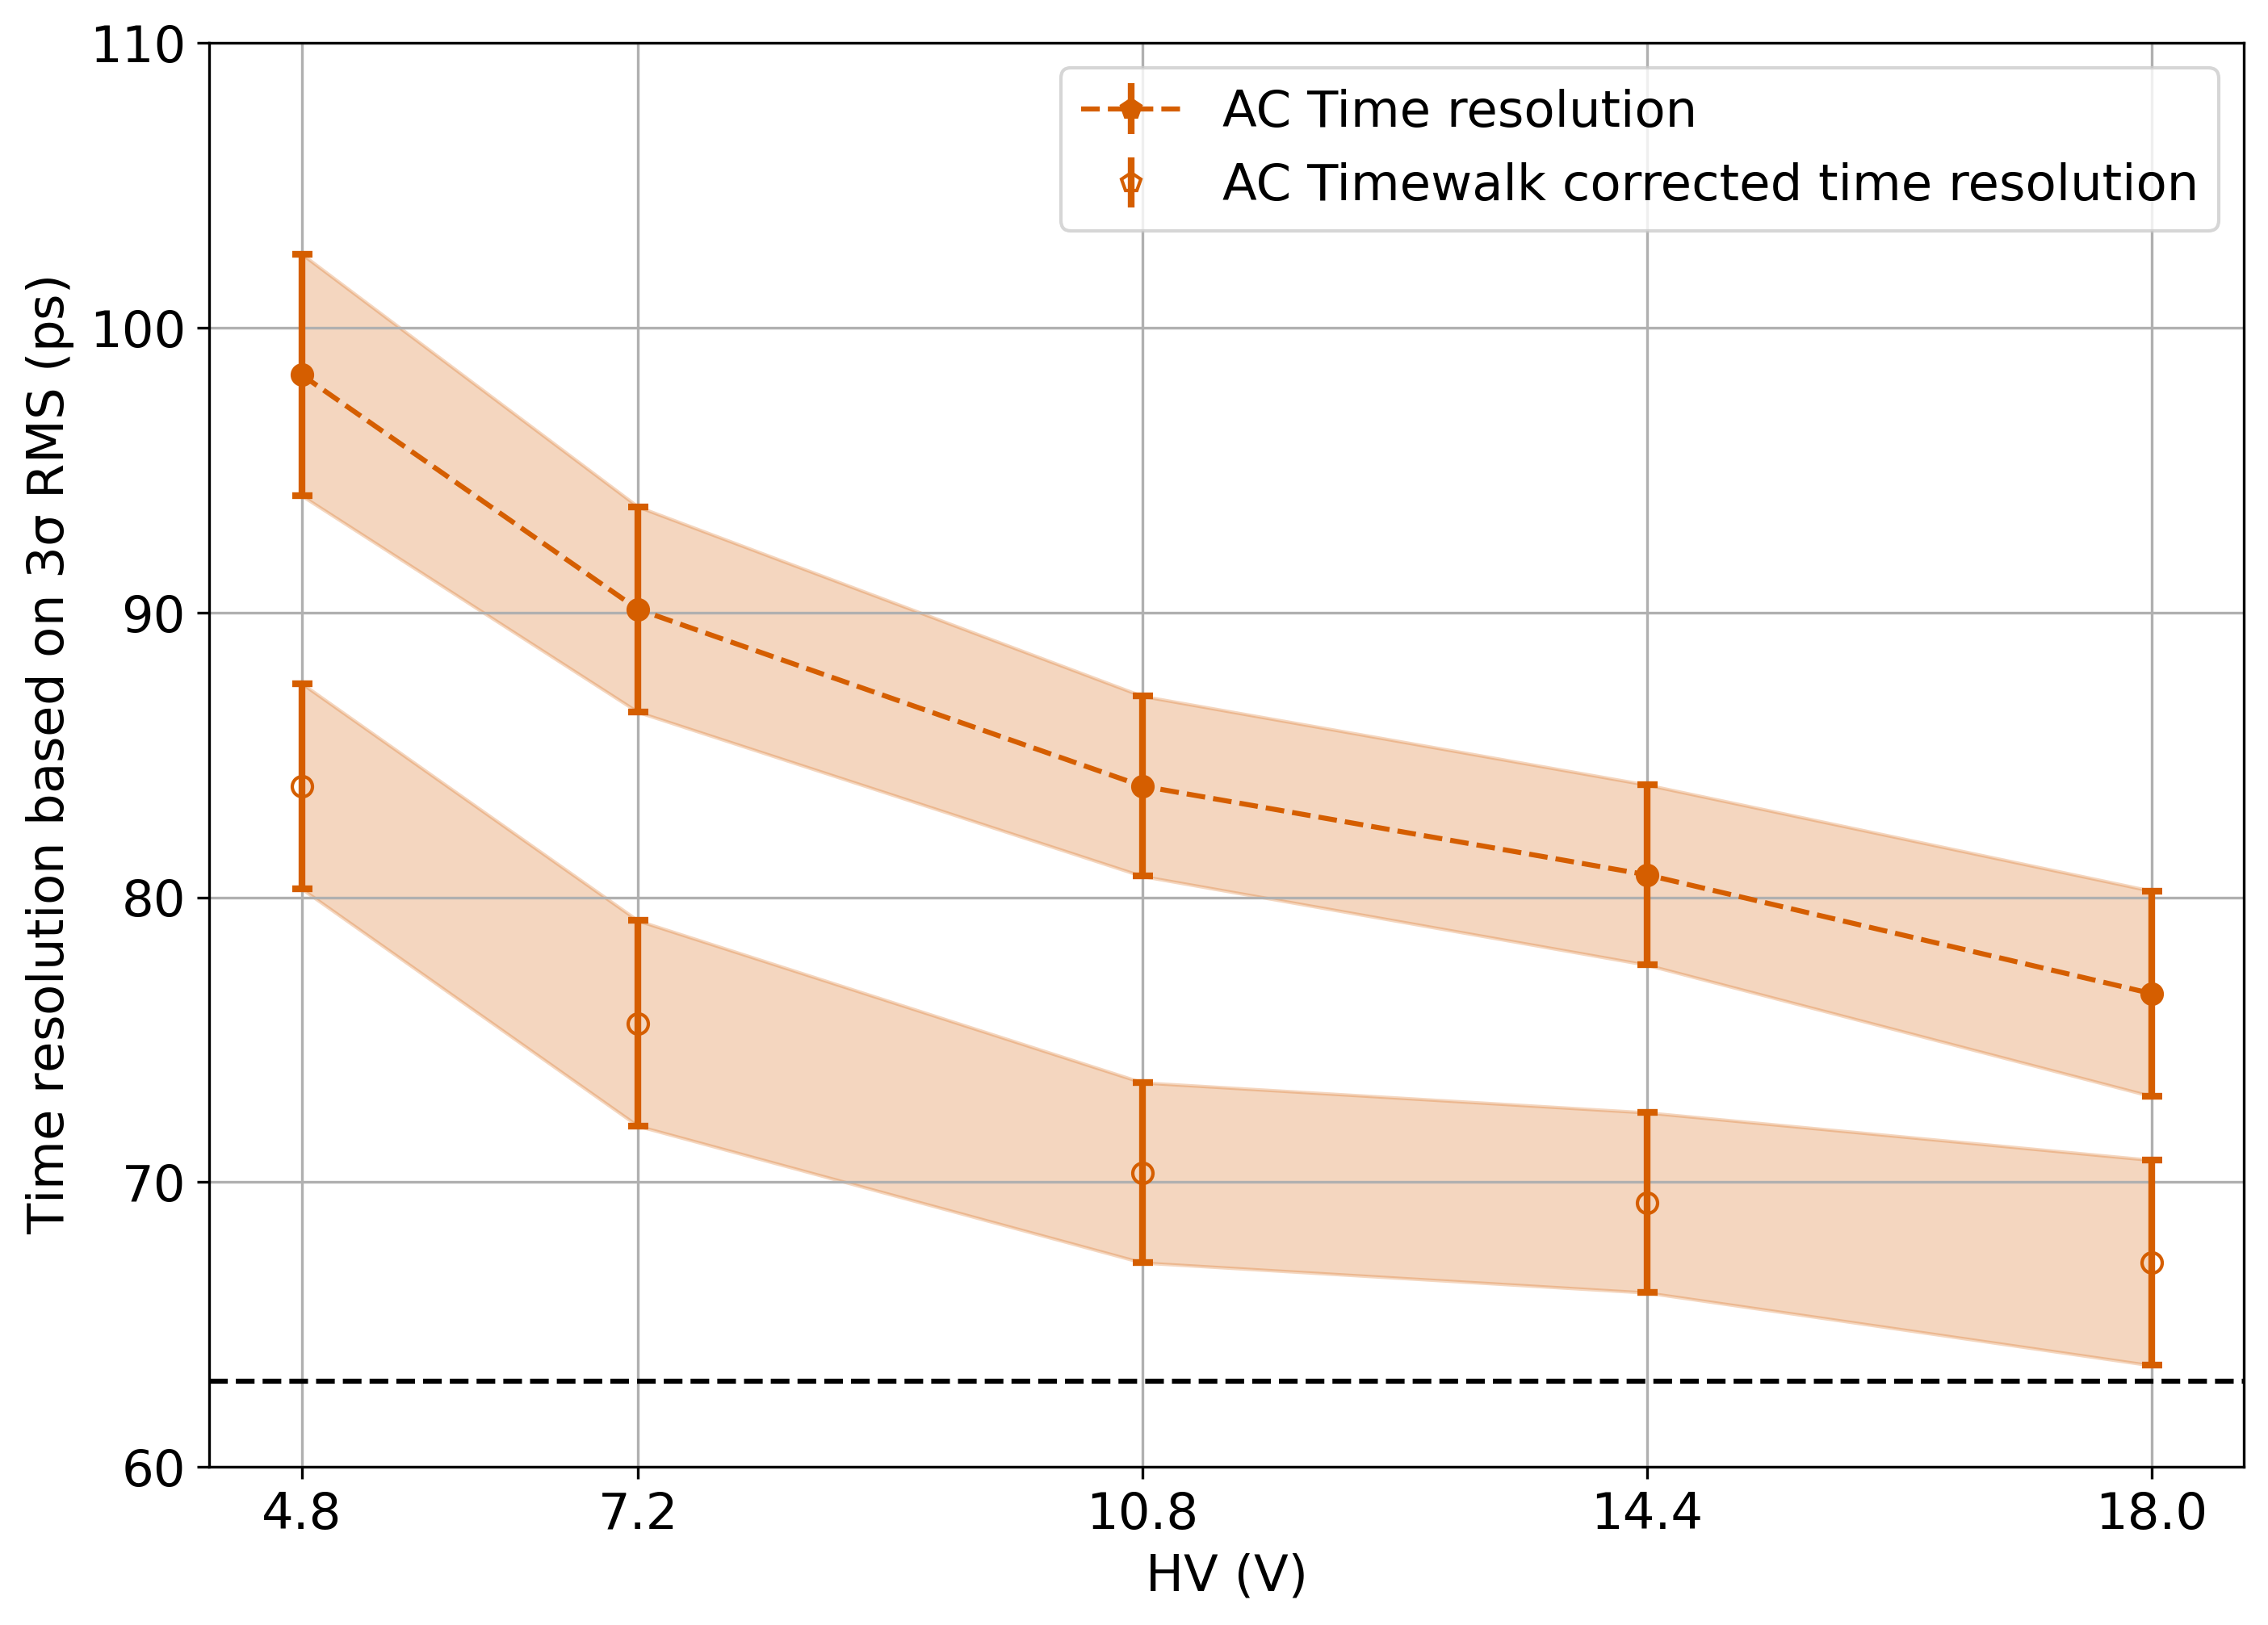 AC Time resolution
AC Timewalk corrected time resolution
Time resolution based on 3σ RMS (ps)
110
100
90
80
70
60
4.8 7.2 10.8 14.4 18.0
HV (V)